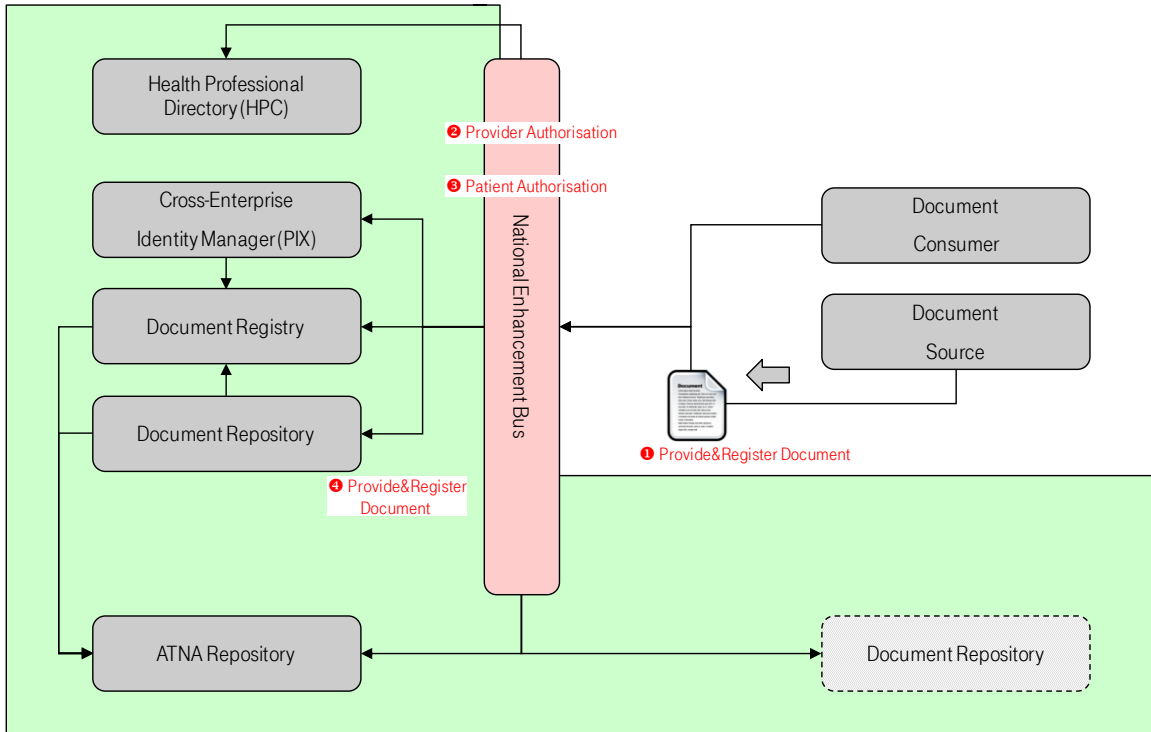 Health Professional
Directory (HPC)
❷ Provider Authorisation
❸ Patient Authorisation
Cross-Enterprise
Identity Manager (PIX)
Document Registry
Document Repository
❹ Provide&Register
Document
National Enhancement Bus
Document
Consumer
Document
Source
Document
❶ Provide&Register Document
ATNA Repository
Document Repository